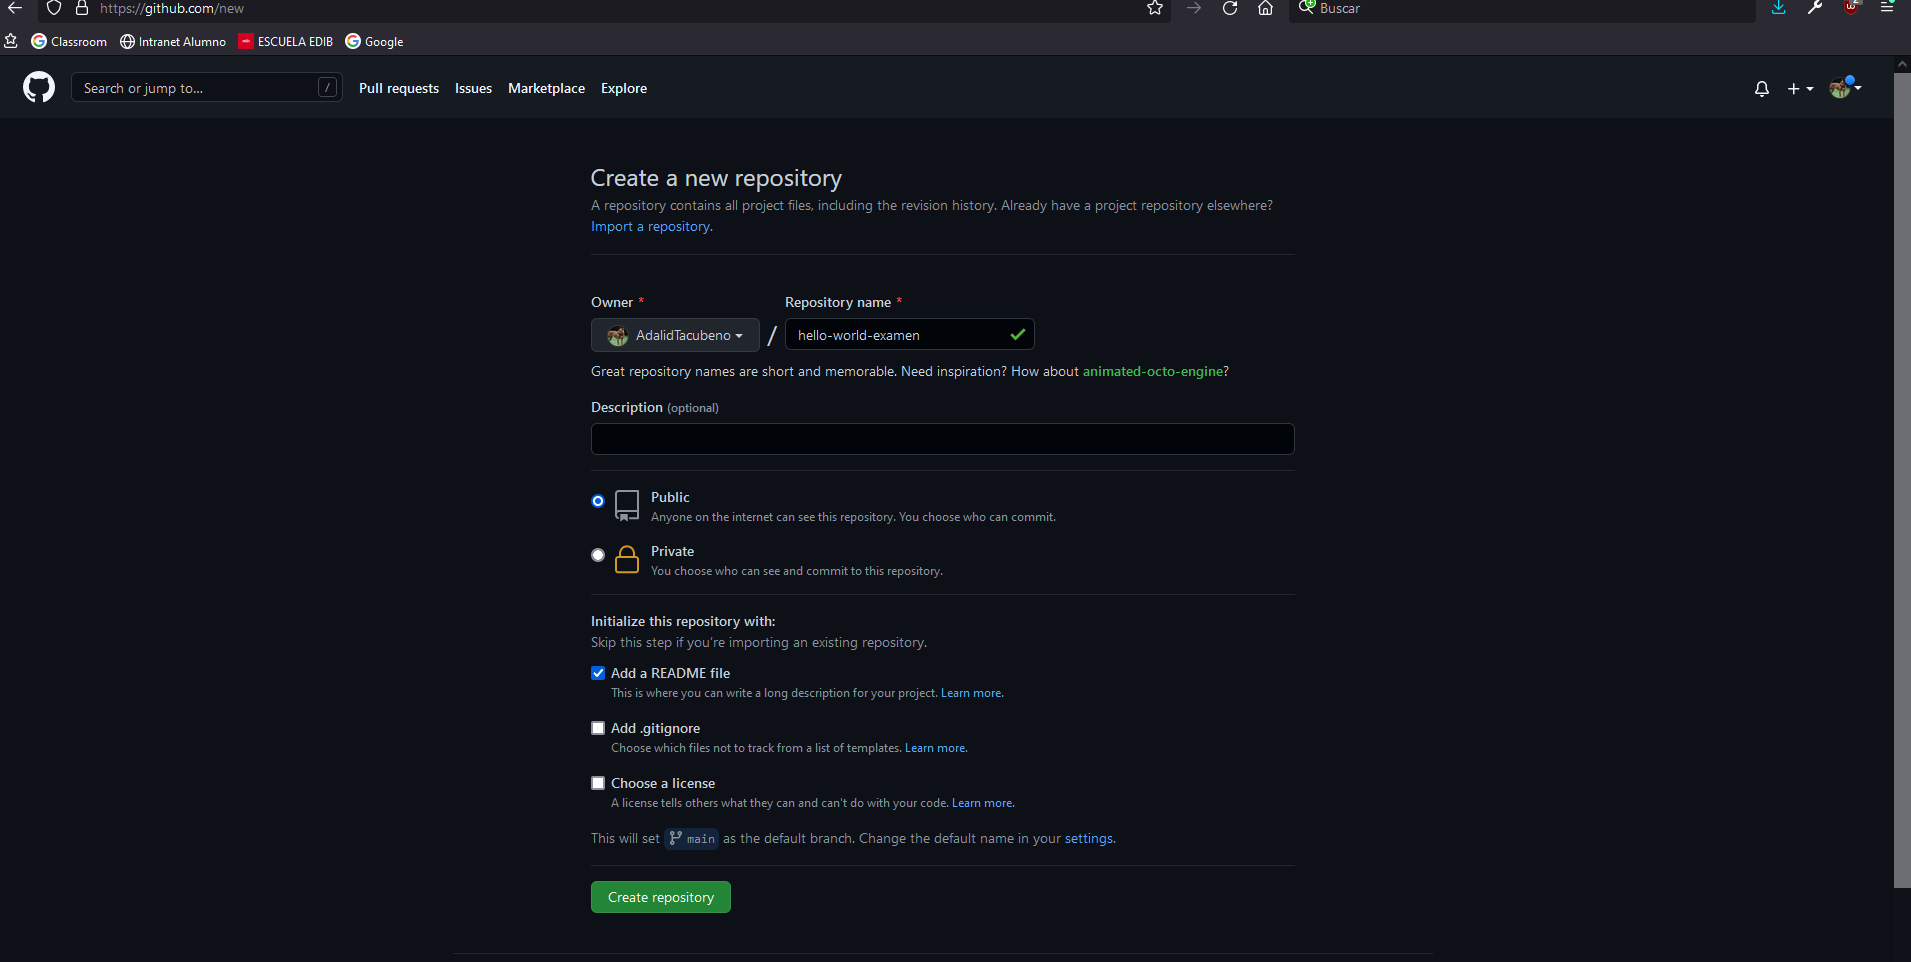 https://github.com/new
Buscar
Classroom
Intranet Alumno
ESCUELA EDIB
Google
Search or jump to...
/
Pull requests
Issues
Marketplace
Explore
Create a new repository
A repository contains all project files, including the revision history. Already have a project repository elsewhere?
Import a repository.
Owner *
Repository name *
AdalidTacubeno
/
hello-world-examen
Great repository names are short and memorable. Need inspiration? How about animated-octo-engine?
Description (optional)
Public
Anyone on the internet can see this repository. You choose who can commit.
Private
You choose who can see and commit to this repository.
Initialize this repository with:
Skip this step if you're importing an existing repository.
Add a README file
This is where you can write a long description for your project. Learn more.
Add .gitignore
Choose which files not to track from a list of templates. Learn more.
Choose a license
A license tells others what they can and can't do with your code. Learn more.
This will set main as the default branch. Change the default name in your settings.
Create repository